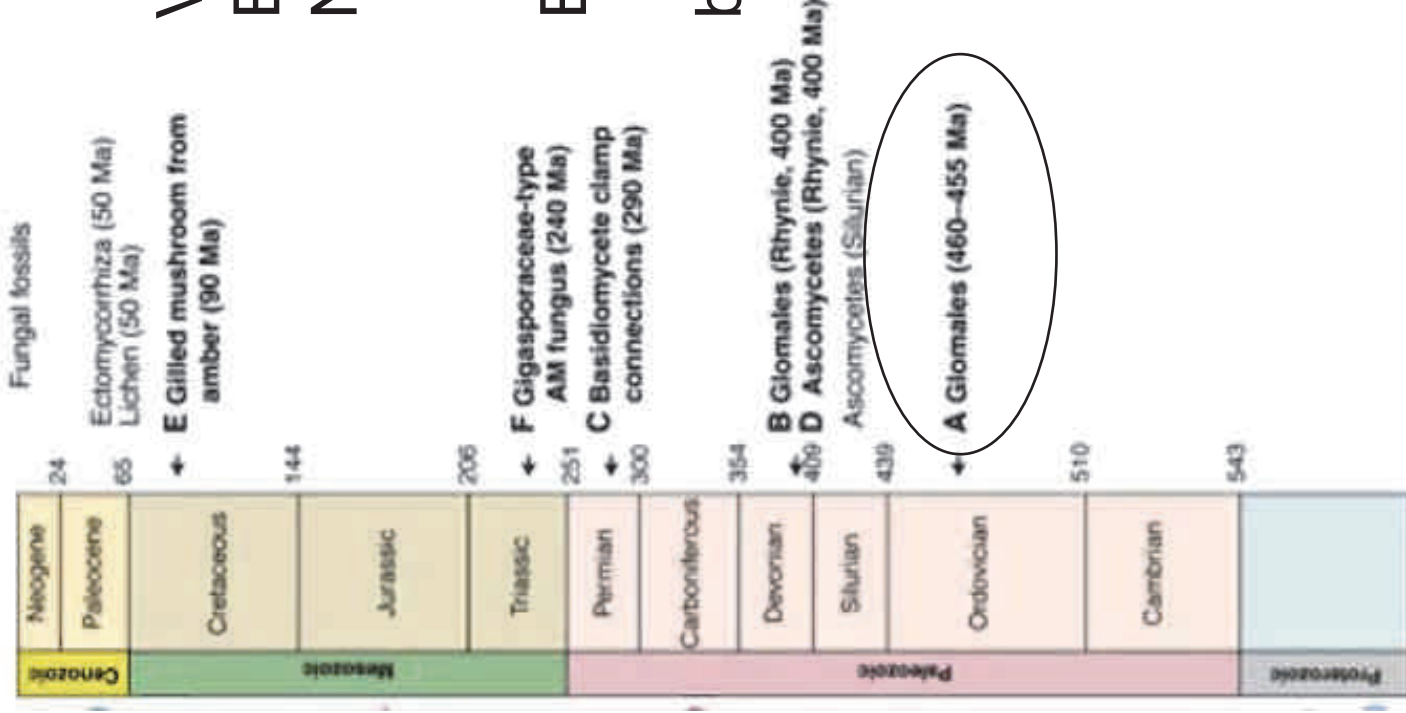 Fungal fossils
Neogene
24
Paleocene
Ectomycorrhiza (50 Ma)
Lichen (50 Ma)
65
Cenozoic
E Gilled mushroom from
amber (90 Ma)
Cretaceous
144
Jurassic
206
Mesozoic
Triassic
F Gigasporaceae-type
AM fungus (240 Ma)
251
Permian
C Basidiomycete clamp
connections (290 Ma)
300
Carboniferous
354
Devonian
B Glomales (Rhynie, 400 Ma)
D Ascomycetes (Rhynie, 400 Ma)
409
Silurian
Ascomycetes (Silurian)
439
Paleozoic
Ordovician
A Glomales (460–455 Ma)
510
Cambrian
543
Proterozoic